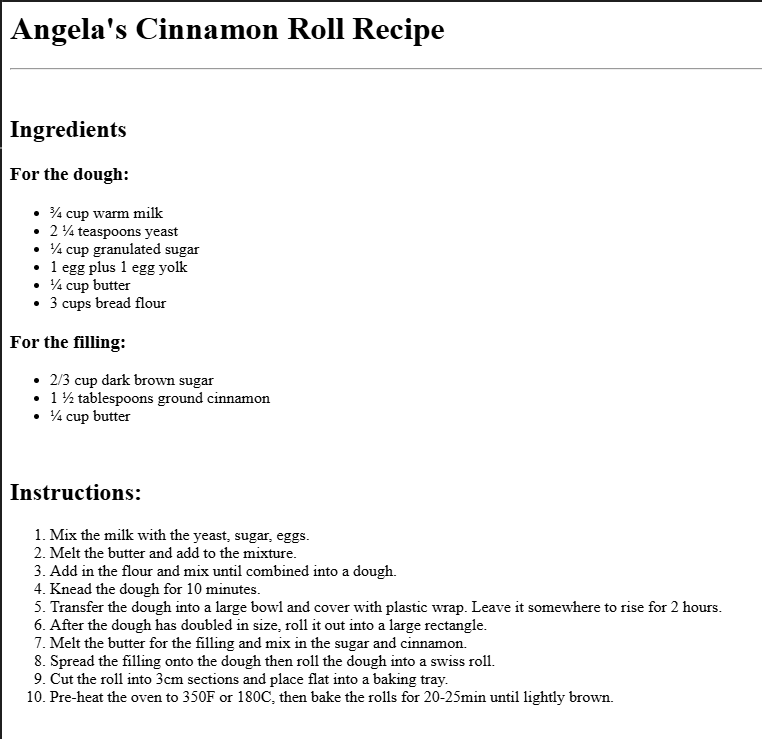 Angela's Cinnamon Roll Recipe
Ingredients
For the dough:
• ¾ cup warm milk
• 2 ¼ teaspoons yeast
• ¼ cup granulated sugar
• 1 egg plus 1 egg yolk
• ¼ cup butter
• 3 cups bread flour
For the filling:
• 2/3 cup dark brown sugar
• 1 ½ tablespoons ground cinnamon
• ¼ cup butter
Instructions:
1. Mix the milk with the yeast, sugar, eggs.
2. Melt the butter and add to the mixture.
3. Add in the flour and mix until combined into a dough.
4. Knead the dough for 10 minutes.
5. Transfer the dough into a large bowl and cover with plastic wrap. Leave it somewhere to rise for 2 hours.
6. After the dough has doubled in size, roll it out into a large rectangle.
7. Melt the butter for the filling and mix in the sugar and cinnamon.
8. Spread the filling onto the dough then roll the dough into a swiss roll.
9. Cut the roll into 3cm sections and place flat into a baking tray.
10. Pre-heat the oven to 350F or 180C, then bake the rolls for 20-25min until lightly brown.